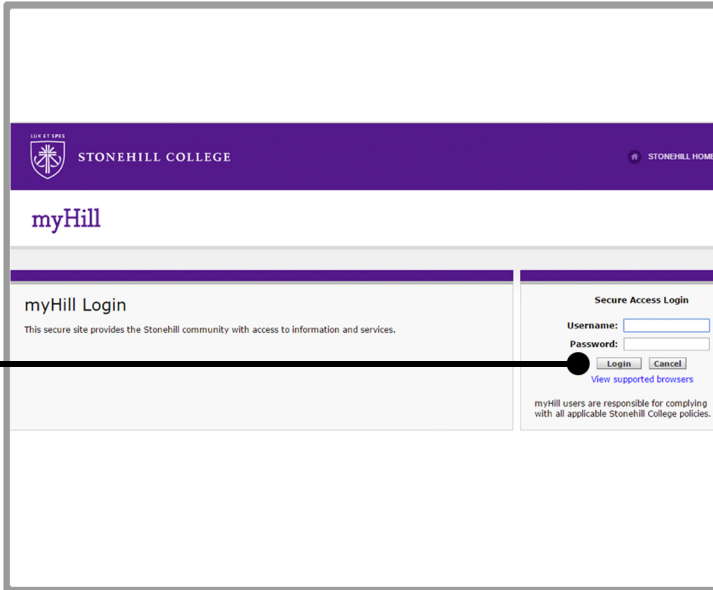 LUX ET SPES
STONEHILL COLLEGE
STONEHILL HOME
myHill
myHill Login
This secure site provides the Stonehill community with access to information and services.
Secure Access Login
Username:
Password:
Login Cancel
View supported browsers
myHill users are responsible for complying
with all applicable Stonehill College policies.